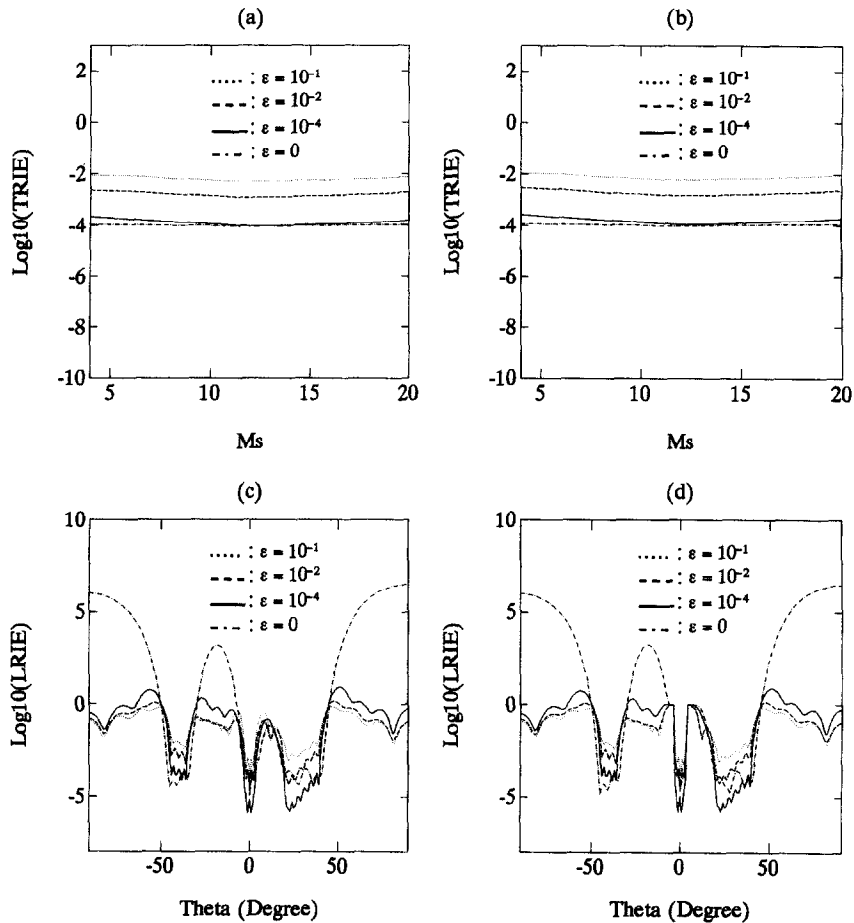 (a)
2
0
-2
-4
-6
-8
-10
Log10(TRIE)
: ε = 10⁻¹
: ε = 10⁻²
: ε = 10⁻⁴
: ε = 0
5
10
15
20
Ms
(b)
2
0
-2
-4
-6
-8
-10
Log10(TRIE)
: ε = 10⁻¹
: ε = 10⁻²
: ε = 10⁻⁴
: ε = 0
5
10
15
20
Ms
(c)
10
5
0
-5
Log10(LRIE)
: ε = 10⁻¹
: ε = 10⁻²
: ε = 10⁻⁴
: ε = 0
-50
0
50
Theta (Degree)
(d)
10
5
0
-5
Log10(LRIE)
: ε = 10⁻¹
: ε = 10⁻²
: ε = 10⁻⁴
: ε = 0
-50
0
50
Theta (Degree)